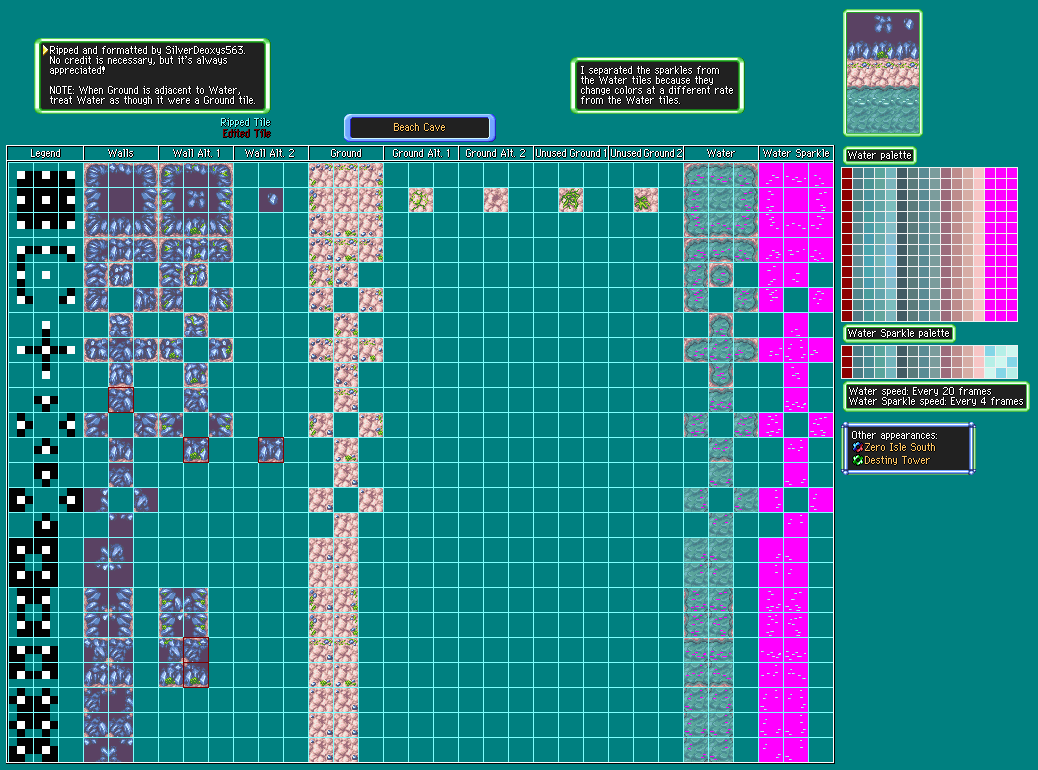 Ripped and formatted by SilverDeoxys563.
No credit is necessary, but it's always
appreciated!
NOTE: When Ground is adjacent to Water,
treat Water as though it were a Ground tile.
I separated the sparkles from
the Water tiles because they
change colors at a different rate
from the Water tiles.
Ripped Tile
Edited Tile
Beach Cave
Legend Walls Wall Alt. 1 Wall Alt. 2 Ground Ground Alt. 1 Ground Alt. 2 Unused Ground 1 Unused Ground 2 Water Water Sparkle
Water palette
Water Sparkle palette
Water speed: Every 20 frames
Water Sparkle speed: Every 4 frames
Other appearances:
Zero Isle South
Destiny Tower